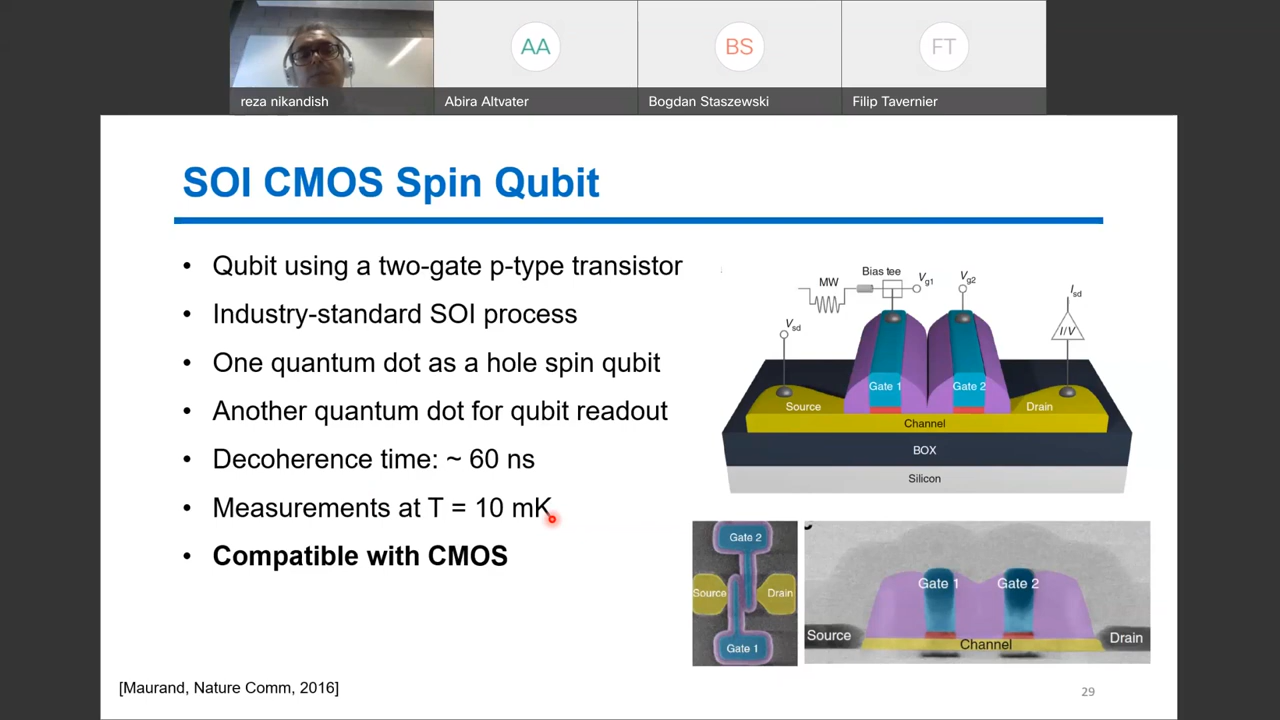 AA
BS
FT
reza nikandish
Abira Altvater
Bogdan Staszewski
Filip Tavernier
SOI CMOS Spin Qubit
• Qubit using a two-gate p-type transistor
• Industry-standard SOI process
• One quantum dot as a hole spin qubit
• Another quantum dot for qubit readout
• Decoherence time: ~ 60 ns
• Measurements at T = 10 mK
• Compatible with CMOS
Bias tee
MW
Vg1
Vg2
Isd
Vsd
I/V
Gate 1
Gate 2
Source
Drain
Channel
BOX
Silicon
Gate 2
Source
Drain
Gate 1
Gate 1
Gate 2
Source
Channel
Drain
[Maurand, Nature Comm, 2016]
29